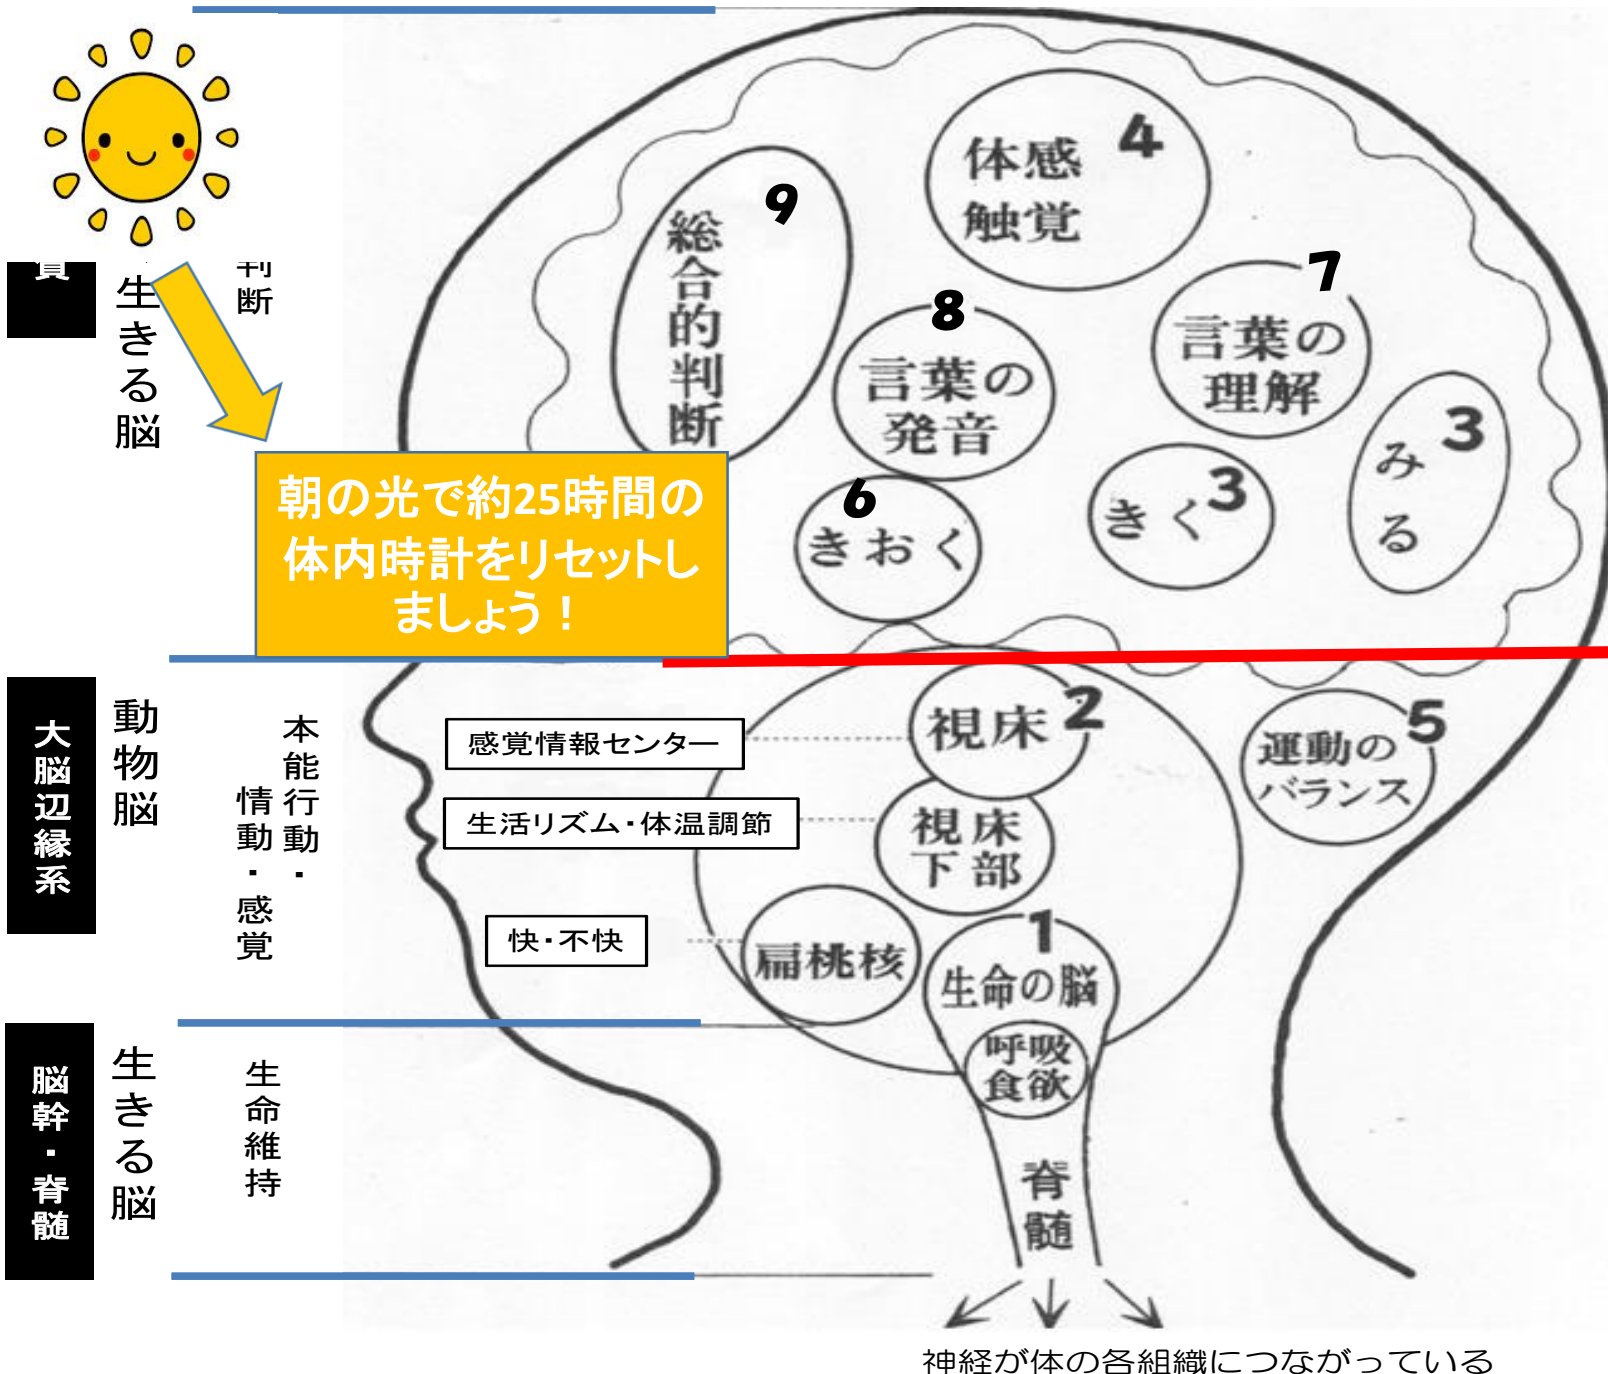 生きる脳
判断
朝の光で約25時間の
体内時計をリセットし
ましょう！
総合的判断
9
体感
触覚
4
言葉の
発音
8
言葉の
理解
7
きおく
6
きく
3
みる
3
大脳辺縁系
動物脳
本能行動・
情動・感覚
感覚情報センター
生活リズム・体温調節
快・不快
視床
2
視床
下部
扁桃核
1
生命の脳
呼吸
食欲
運動の
バランス
5
脳幹・脊髄
生きる脳
生命維持
脊髄
神経が体の各組織につながっている